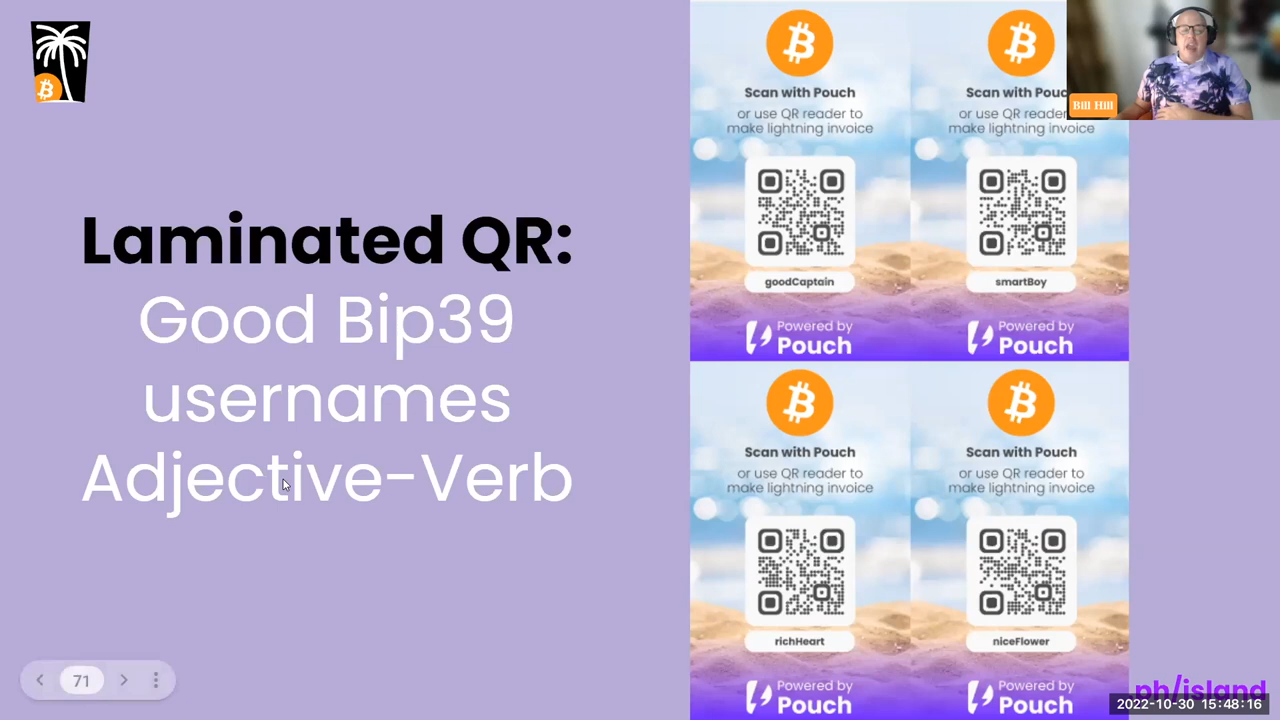 Laminated QR:
Good Bip39
usernames
Adjective-Verb
Scan with Pouch
or use QR reader to
make lightning invoice
goodCaptain
Powered by
Pouch
Scan with Pouc
or use QR reader to
make lightning invoice
smartBoy
Powered by
Pouch
Scan with Pouch
or use QR reader to
make lightning invoice
richHeart
Powered by
Pouch
Scan with Pouch
or use QR reader to
make lightning invoice
niceFlower
Powered by
Pouch
Bill Hill
71
ph/island
2022-10-30 15:48:16